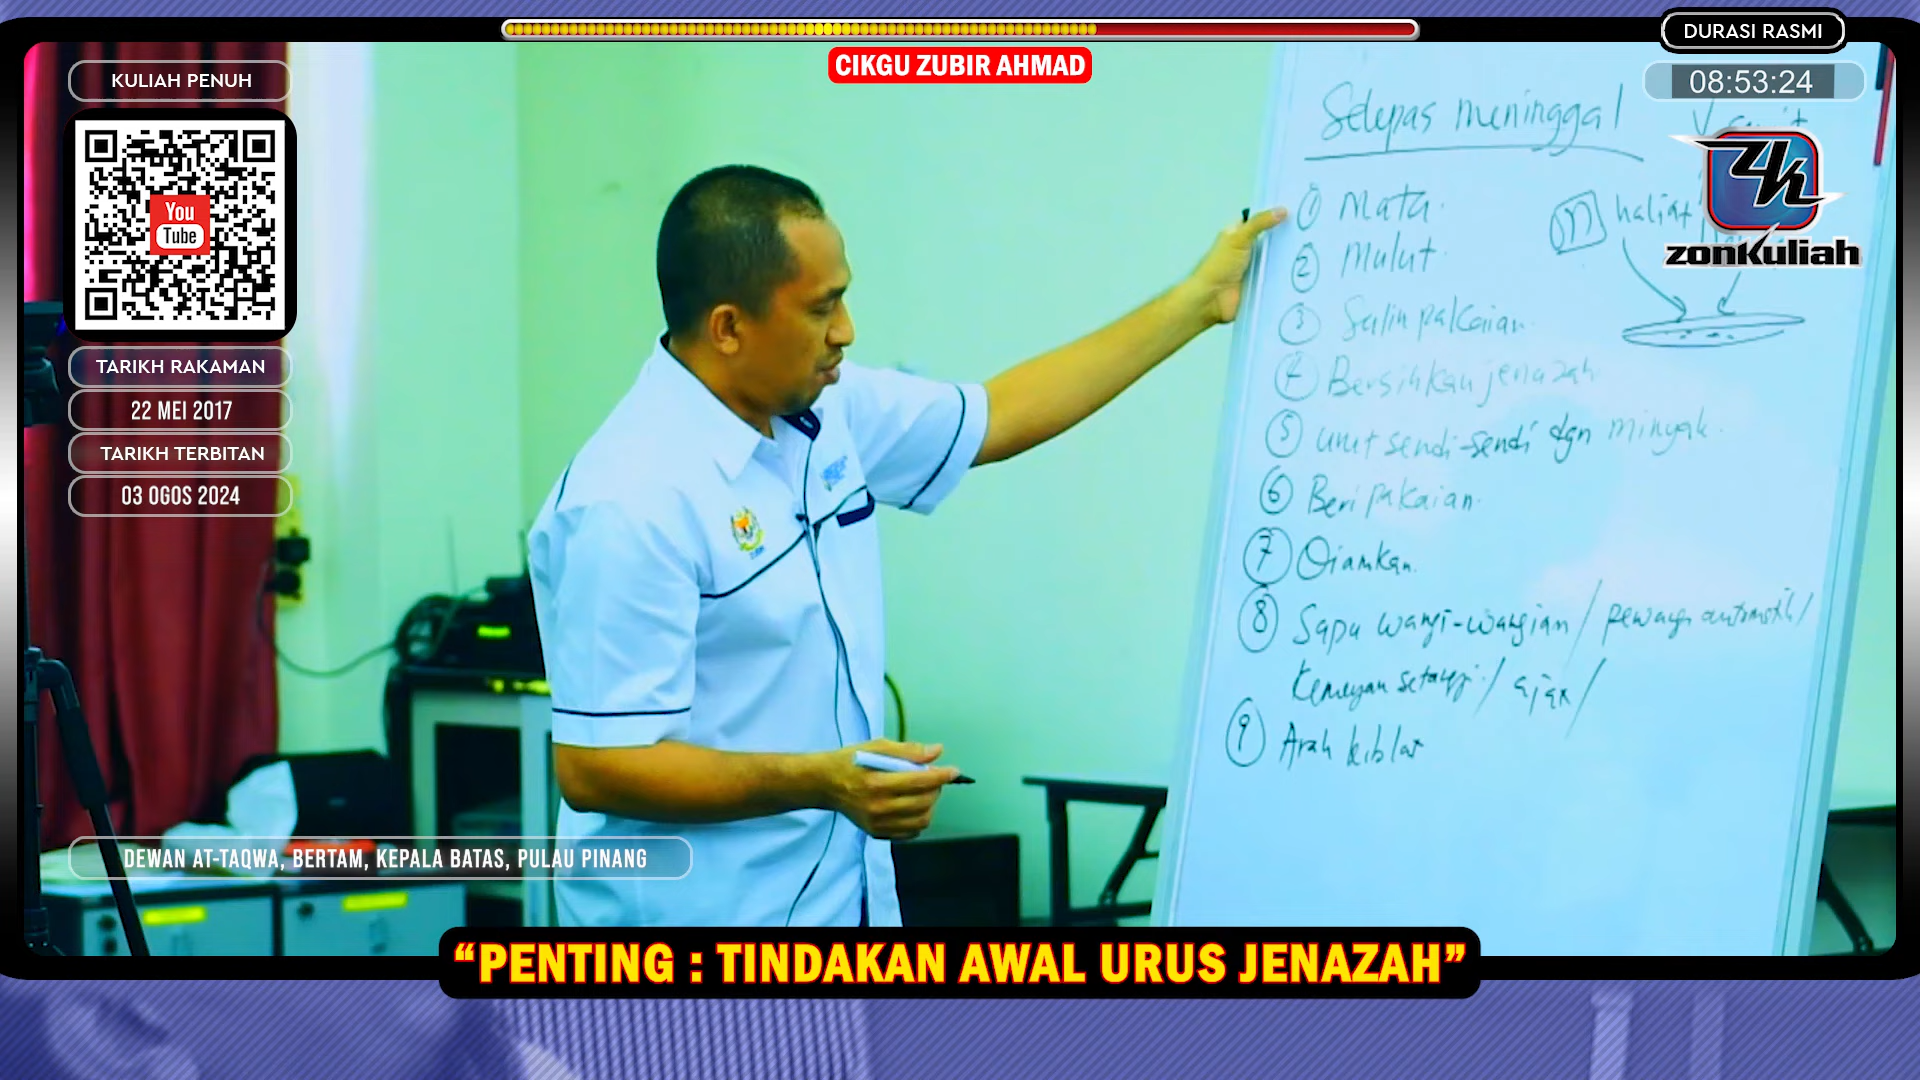 DURASI RASMI
08:53:24
CIKGU ZUBIR AHMAD
KULIAH PENUH
You
Tube
TARIKH RAKAMAN
22 MEI 2017
TARIKH TERBITAN
03 OGOS 2024
ZK
zonKuliah
Selepas meninggal
① Mata.
② Mulut.
③ Salin pakaian.
④ Bersihkan jenazah
⑤ Urut sendi-sendi dgn minyak.
⑥ Beri pakaian.
⑦ Qiamkan.
⑧ Sapu wangi-wangian / pewangi automatik/
Kemeyan setanggi / ajax/
⑨ Arah kiblat
DEWAN AT-TAQWA, BERTAM, KEPALA BATAS, PULAU PINANG
“PENTING : TINDAKAN AWAL URUS JENAZAH”